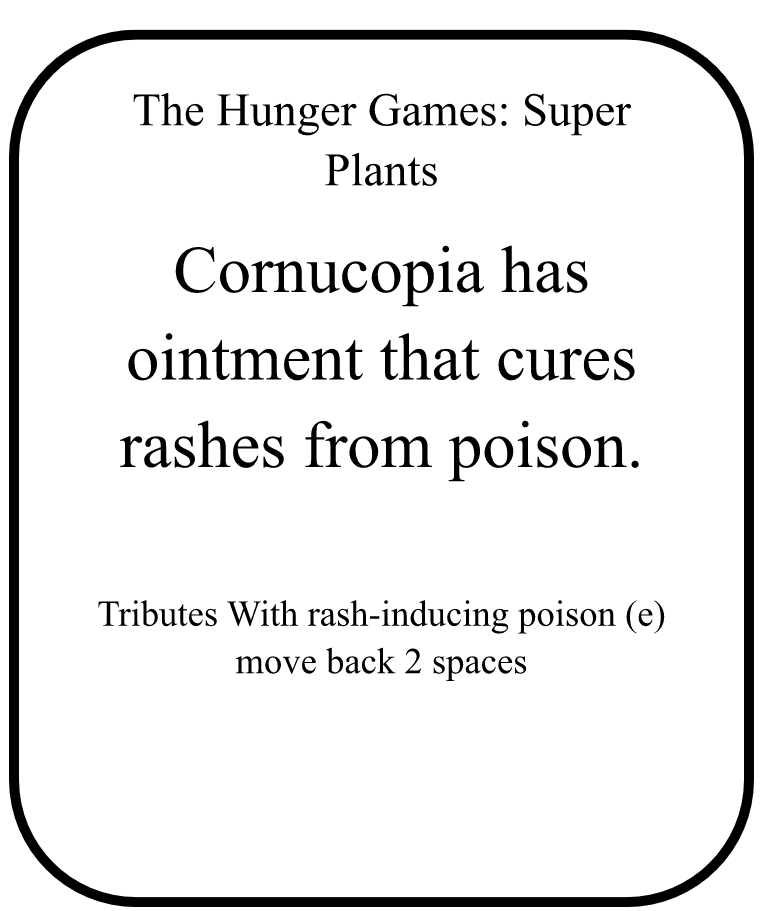 The Hunger Games: Super
Plants
Cornucopia has
ointment that cures
rashes from poison.
Tributes With rash-inducing poison (e)
move back 2 spaces